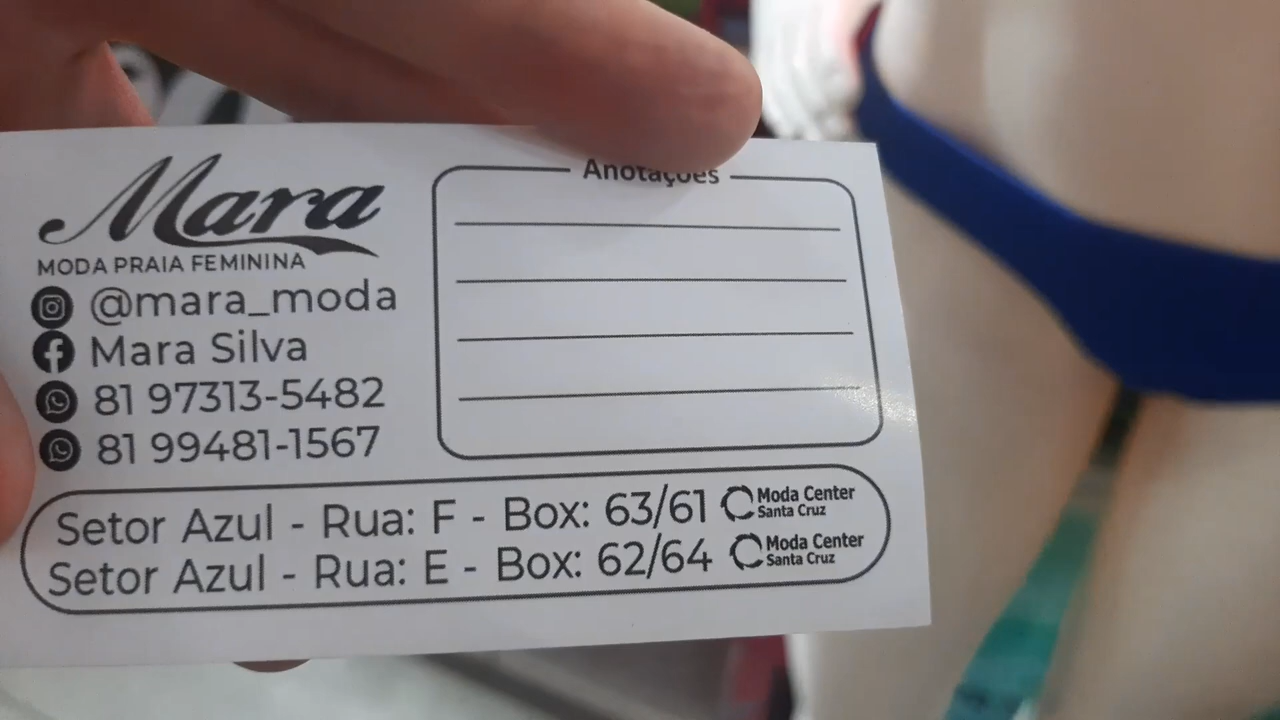 Mara
MODA PRAIA FEMININA
@mara_moda
Mara Silva
81 97313-5482
81 99481-1567
Anotações
Setor Azul - Rua: F - Box: 63/61 Moda Center Santa Cruz
Setor Azul - Rua: E - Box: 62/64 Moda Center Santa Cruz